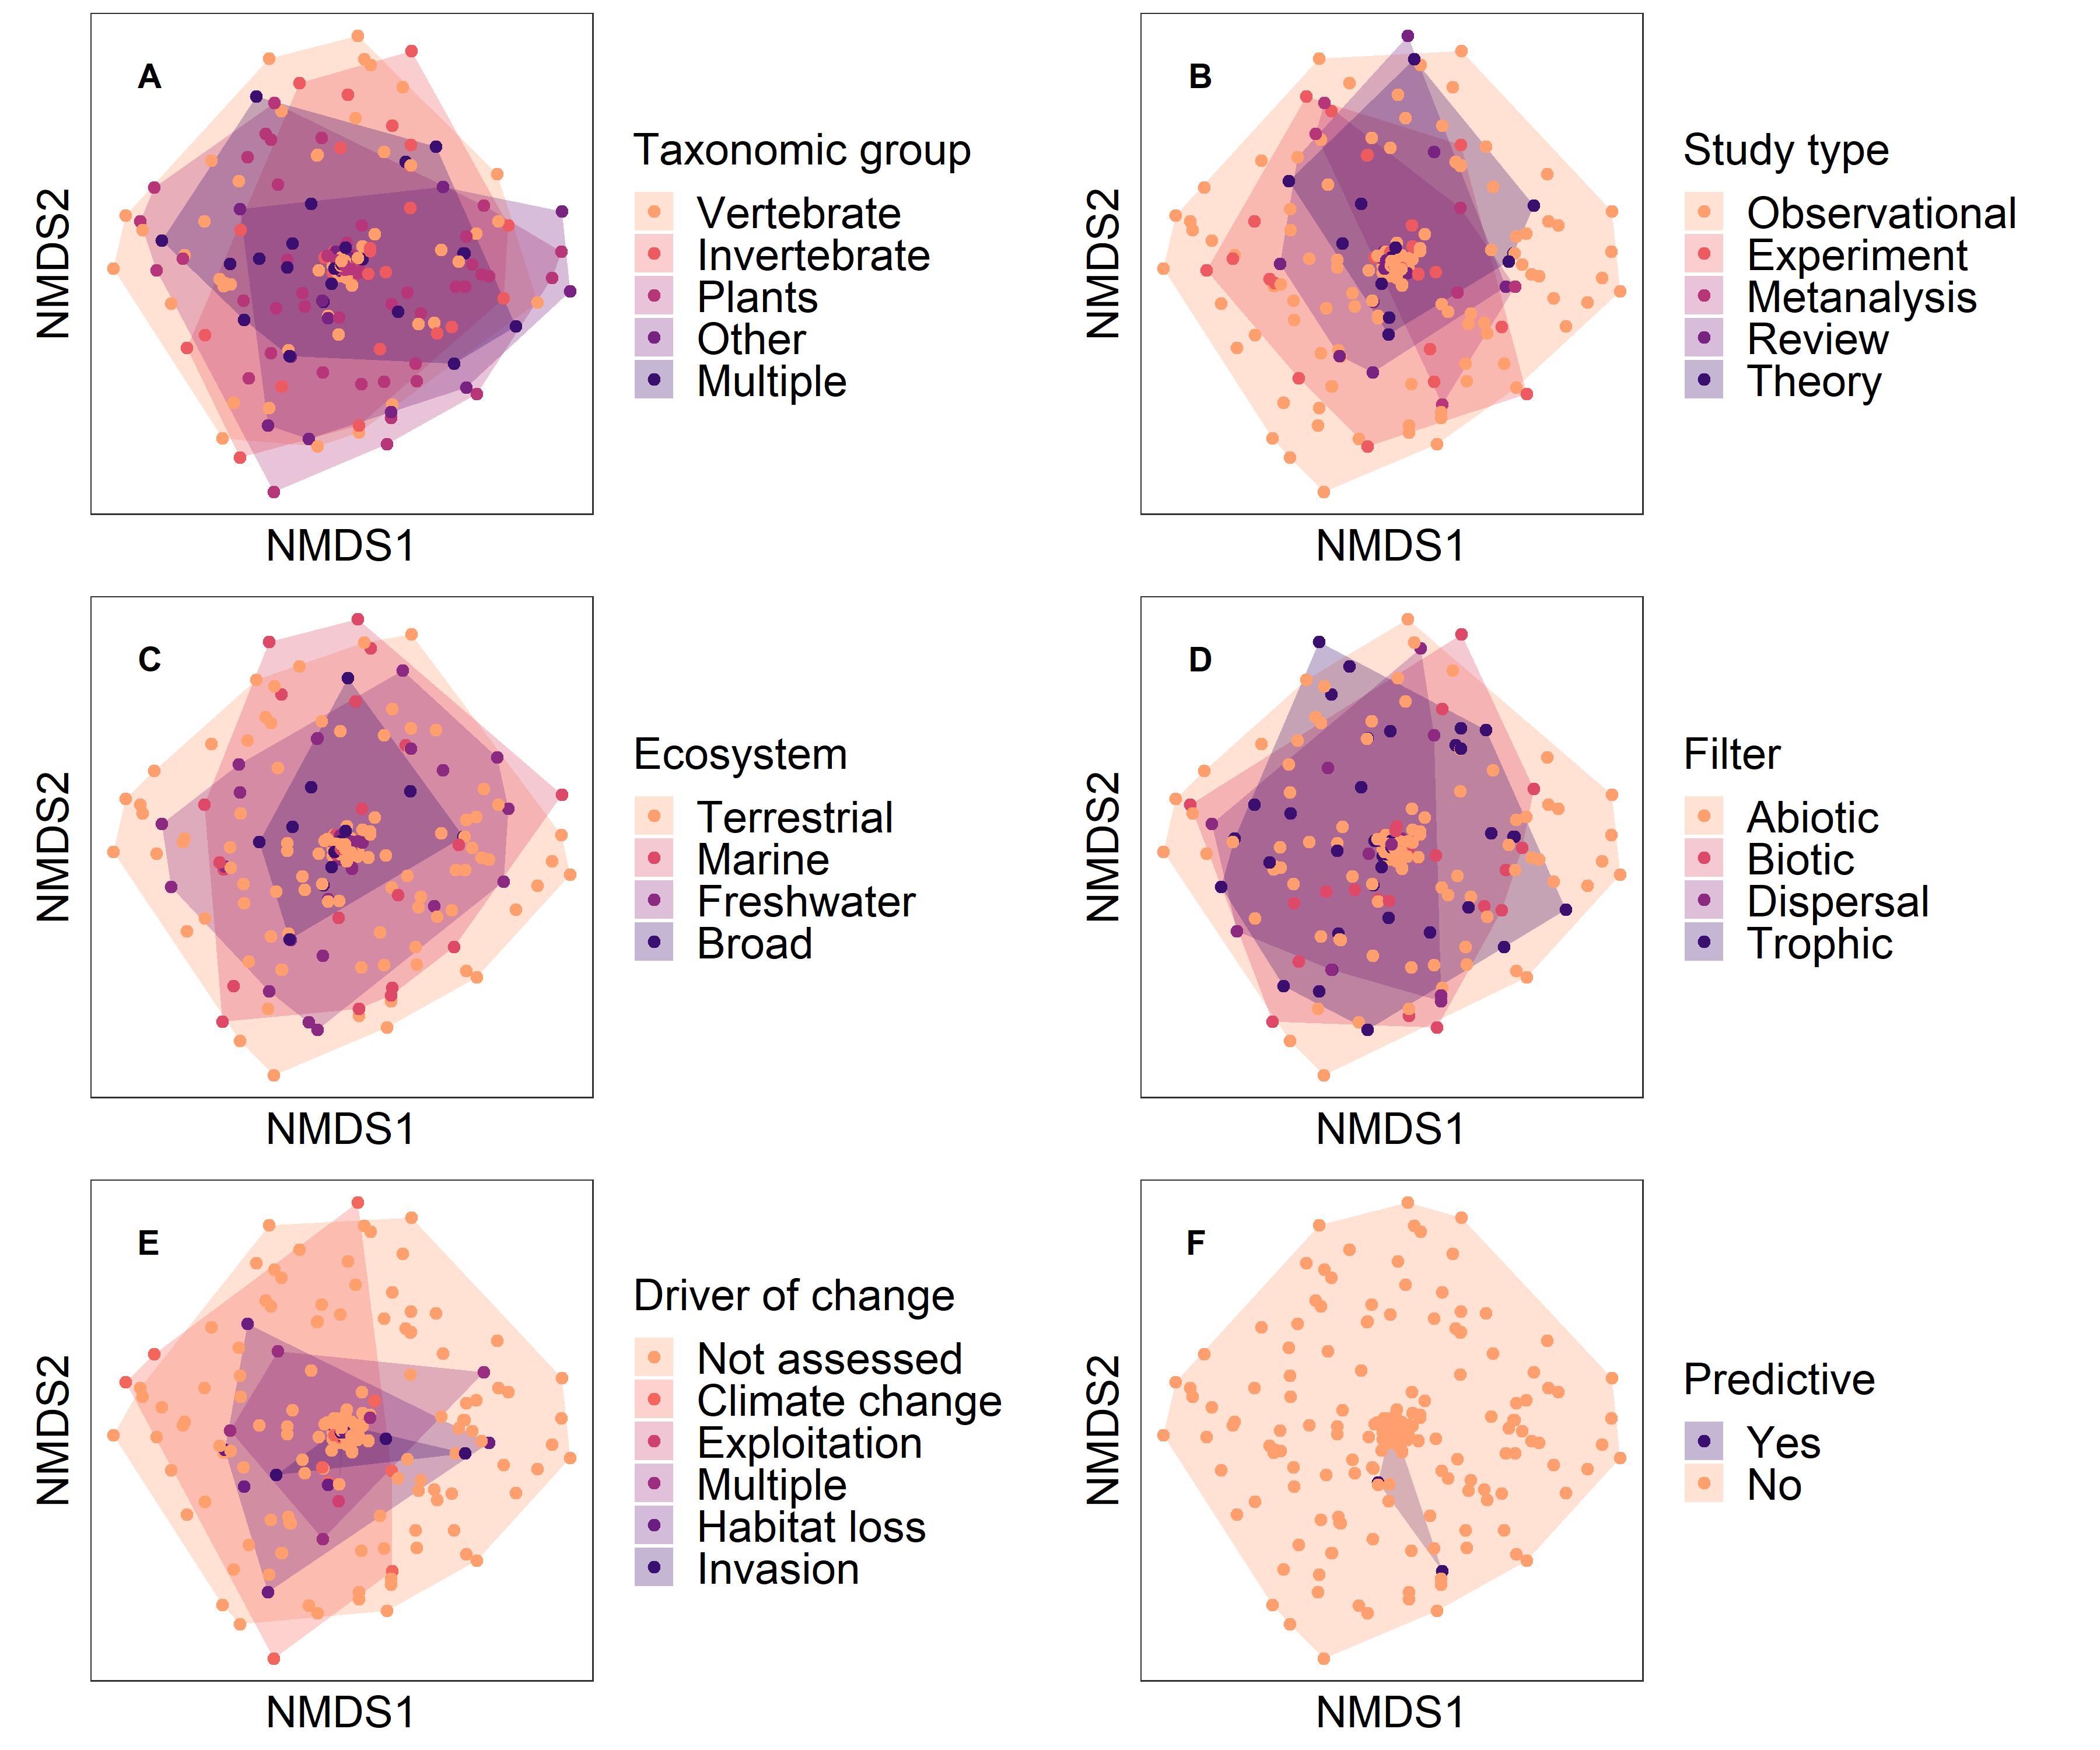 A
NMDS2
NMDS1
Taxonomic group
Vertebrate
Invertebrate
Plants
Other
Multiple
B
NMDS2
NMDS1
Study type
Observational
Experiment
Metanalysis
Review
Theory
C
NMDS2
NMDS1
Ecosystem
Terrestrial
Marine
Freshwater
Broad
D
NMDS2
NMDS1
Filter
Abiotic
Biotic
Dispersal
Trophic
E
NMDS2
NMDS1
Driver of change
Not assessed
Climate change
Exploitation
Multiple
Habitat loss
Invasion
F
NMDS2
NMDS1
Predictive
Yes
No